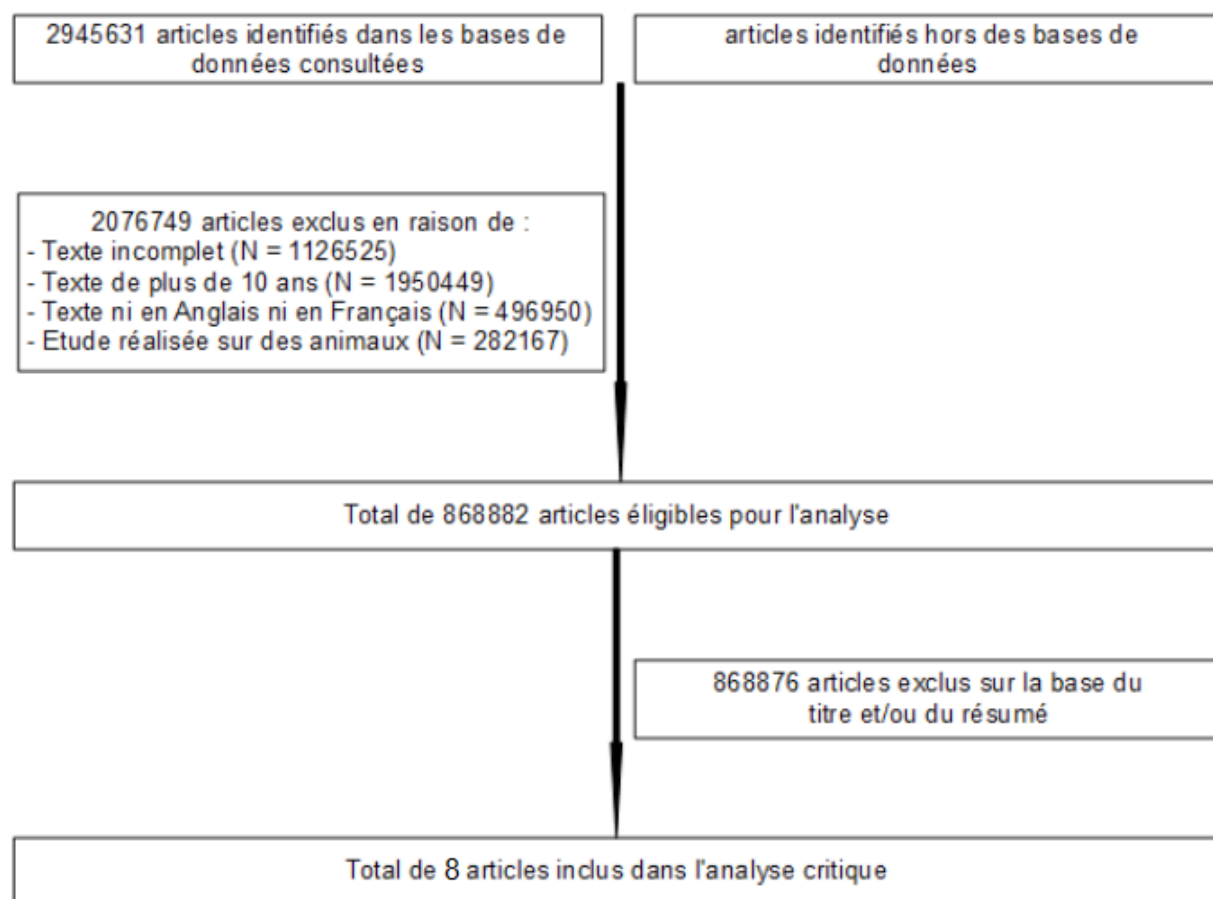 2945631 articles identifiés dans les bases de
données consultées
articles identifiés hors des bases de
données
2076749 articles exclus en raison de :
- Texte incomplet (N = 1126525)
- Texte de plus de 10 ans (N = 1950449)
- Texte ni en Anglais ni en Français (N = 496950)
- Etude réalisée sur des animaux (N = 282167)
Total de 868882 articles éligibles pour l'analyse
868876 articles exclus sur la base du
titre et/ou du résumé
Total de 8 articles inclus dans l'analyse critique